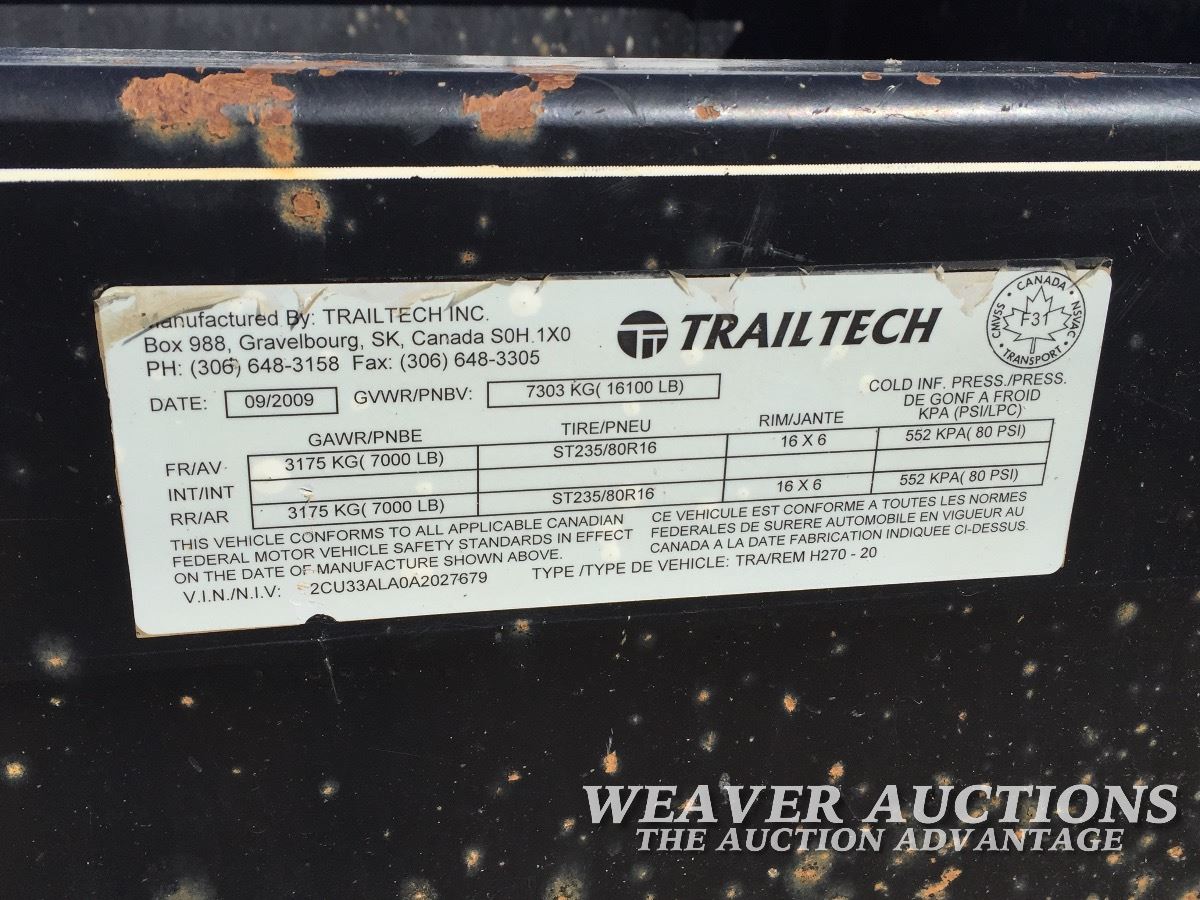 Manufactured By: TRAILTECH INC.
Box 988, Gravelbourg, SK, Canada S0H 1X0
PH: (306) 648-3158 Fax: (306) 648-3305
TRAILTECH
CANADA
CMVSS
F31
NSVAC
TRANSPORT
DATE: 09/2009 GVWR/PNBV: 7303 KG( 16100 LB)
COLD INF. PRESS./PRESS.
DE GONF A FROID
KPA (PSI/LPC)
GAWR/PNBE TIRE/PNEU RIM/JANTE
FR/AV 3175 KG( 7000 LB) ST235/80R16 16 X 6 552 KPA( 80 PSI)
INT/INT
RR/AR 3175 KG( 7000 LB) ST235/80R16 16 X 6 552 KPA( 80 PSI)
THIS VEHICLE CONFORMS TO ALL APPLICABLE CANADIAN
FEDERAL MOTOR VEHICLE SAFETY STANDARDS IN EFFECT
ON THE DATE OF MANUFACTURE SHOWN ABOVE.
CE VEHICULE EST CONFORME A TOUTES LES NORMES
FEDERALES DE SURERE AUTOMOBILE EN VIGUEUR AU
CANADA A LA DATE FABRICATION INDIQUEE CI-DESSUS.
V.I.N./N.I.V: 2CU33ALA0A2027679 TYPE /TYPE DE VEHICLE: TRA/REM H270 - 20
WEAVER AUCTIONS
THE AUCTION ADVANTAGE